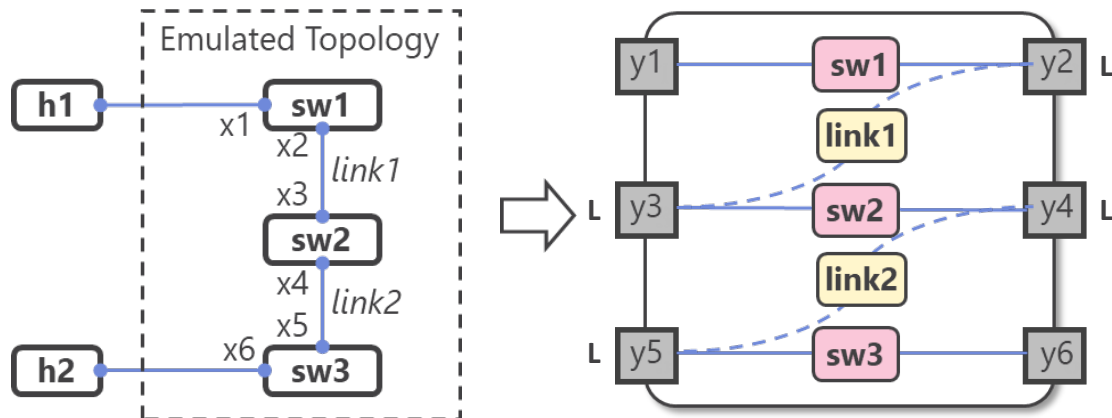 Emulated Topology
h1
x1
sw1
x2
link1
x3
sw2
x4
link2
x5
h2
x6
sw3
y1
sw1
y2
L
link1
L
y3
sw2
y4
L
link2
L
y5
sw3
y6